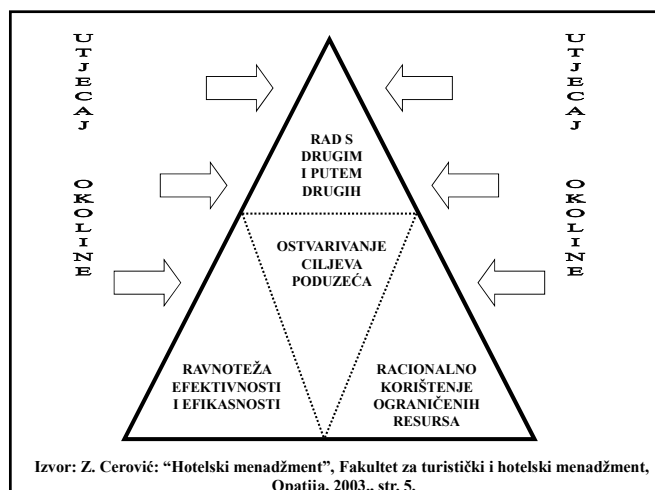 UTJECAJ OKOLINE
UTJECAJ OKOLINE
RAD S
DRUGIM
I PUTEM
DRUGIH
OSTVARIVANJE
CILJEVA
PODUZEĆA
RAVNOTEŽA
EFEKTIVNOSTI
I EFIKASNOSTI
RACIONALNO
KORIŠTENJE
OGRANIČENIH
RESURSA
Izvor: Z. Cerović: “Hotelski menadžment”, Fakultet za turistički i hotelski menadžment,
Opatija, 2003., str. 5.